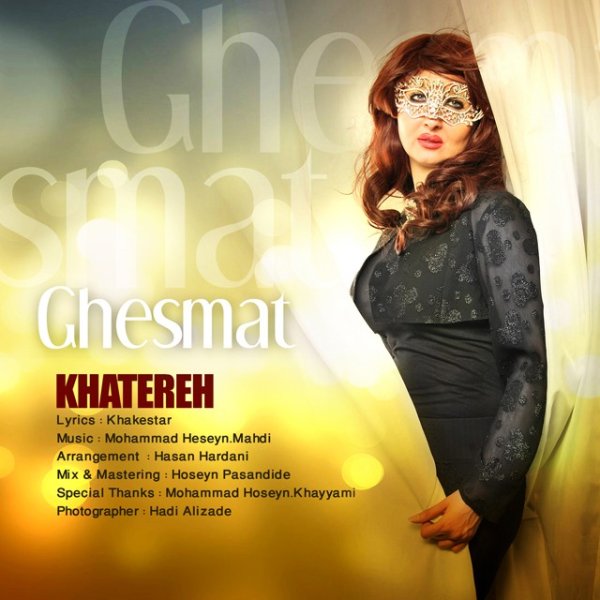 Ghesmat
Ghesmat
KHATEREH
Lyrics : Khakestar
Music : Mohammad Heseyn.Mahdi
Arrangement : Hasan Hardani
Mix & Mastering : Hoseyn Pasandide
Special Thanks : Mohammad Hoseyn.Khayyami
Photographer : Hadi Alizade